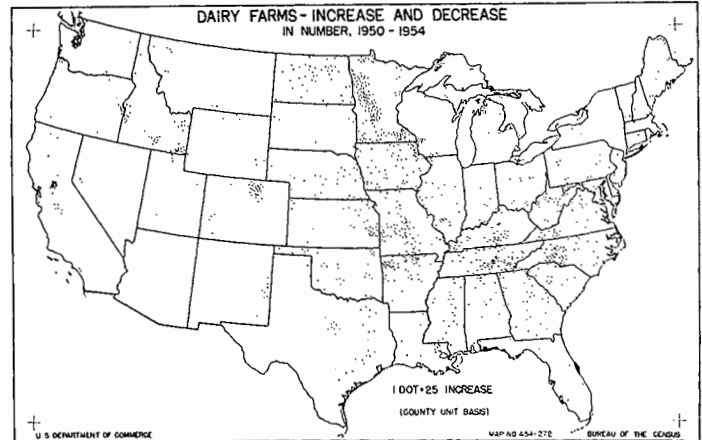 DAIRY FARMS - INCREASE AND DECREASE
IN NUMBER, 1950 - 1954
1 DOT=25 INCREASE
(COUNTY UNIT BASIS)
U S DEPARTMENT OF COMMERCE
MAP NO A54-272
BUREAU OF THE CENSUS